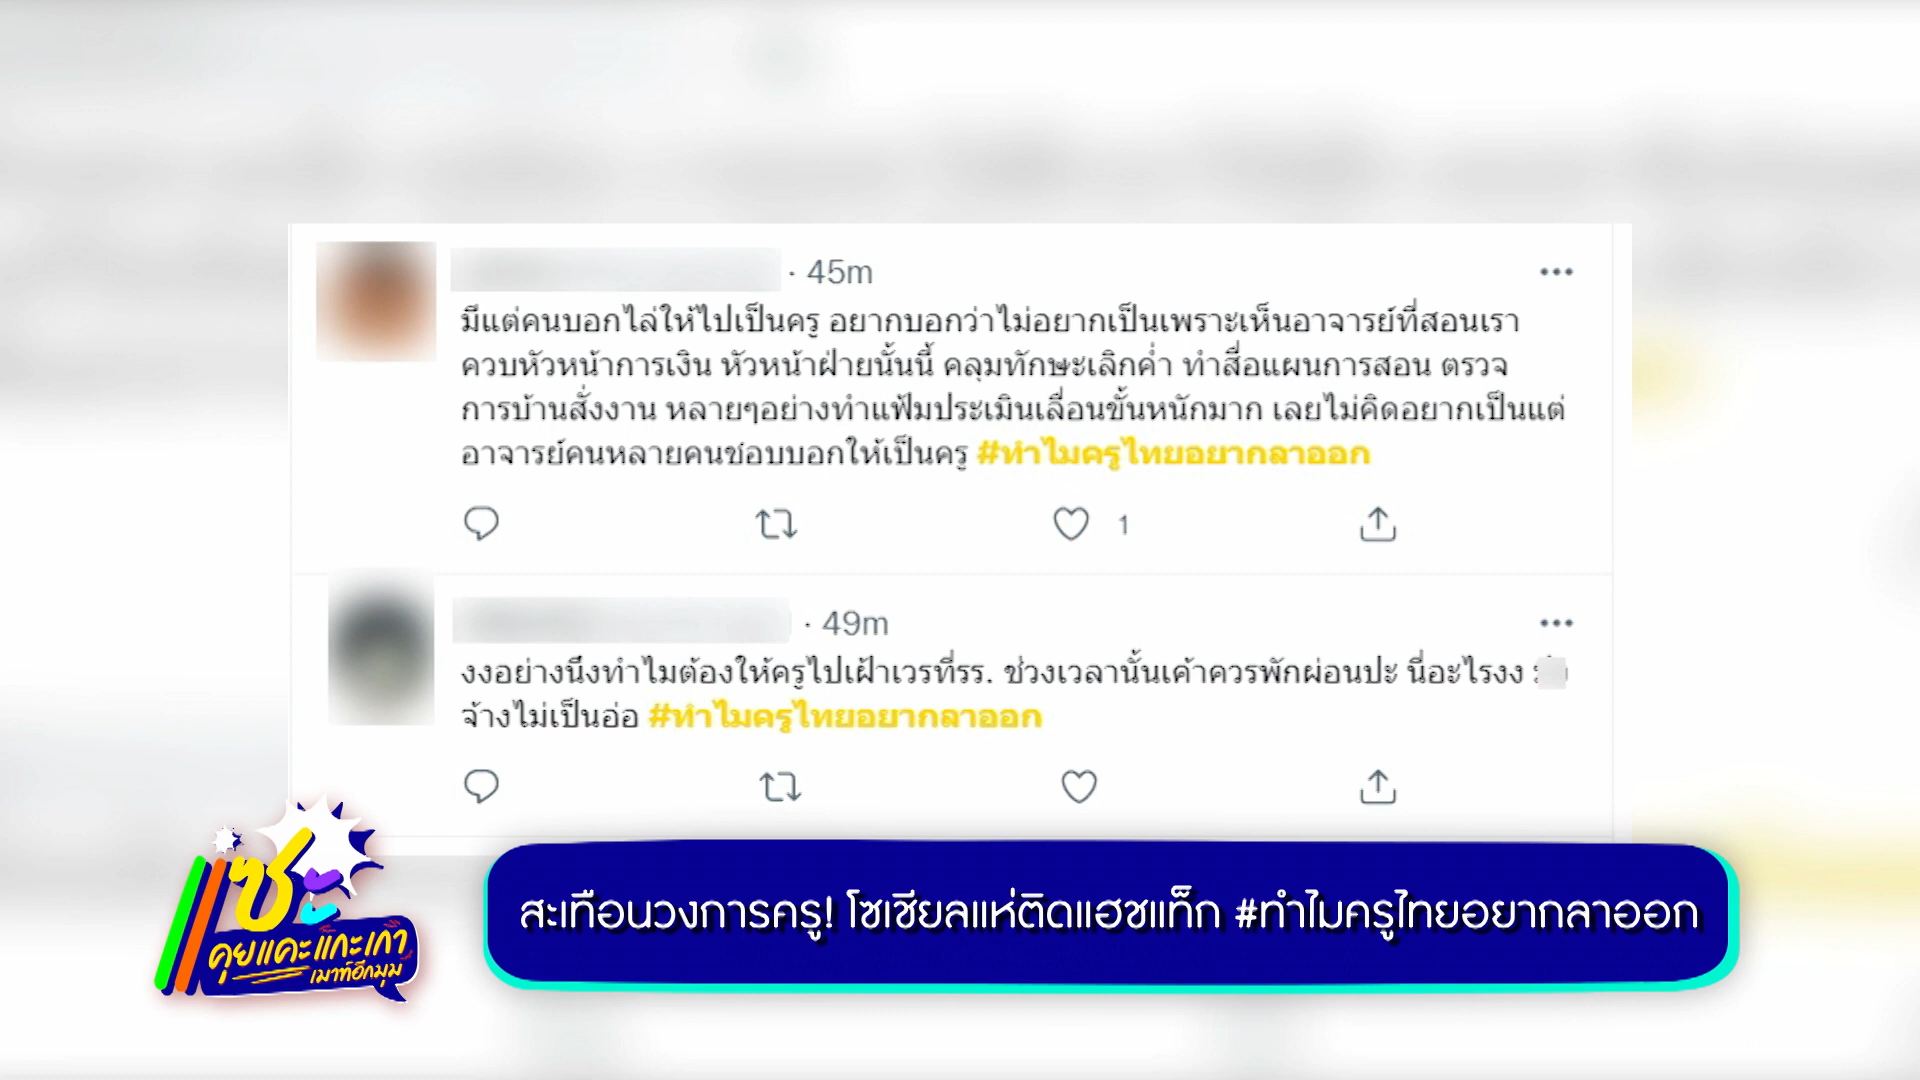 · 45m
มีแต่คนบอกไล่ให้ไปเป็นครู อยากบอกว่าไม่อยากเป็นเพราะเห็นอาจารย์ที่สอนเรา
ควบหัวหน้าการเงิน หัวหน้าฝ่ายนั้นนี้ คลุมทักษะเลิกค่ำ ทำสื่อแผนการสอน ตรวจ
การบ้านสั่งงาน หลายๆอย่างทำแฟ้มประเมินเลื่อนขั้นหนักมาก เลยไม่คิดอยากเป็นแต่
อาจารย์คนหลายคนชอบบอกให้เป็นครู #ทำไมครูไทยอยากลาออก
1
· 49m
งงอย่างนึงทำไมต้องให้ครูไปเฝ้าเวรที่รร. ช่วงเวลานั้นเค้าควรพักผ่อนปะ นี่อะไรงง
จ้างไม่เป็นอ่อ #ทำไมครูไทยอยากลาออก
แซะ
คุยแคะแกะเกา
เมาท์อีกมุม
สะเทือนวงการครู! โซเชียลแห่ติดแฮชแท็ก #ทำไมครูไทยอยากลาออก